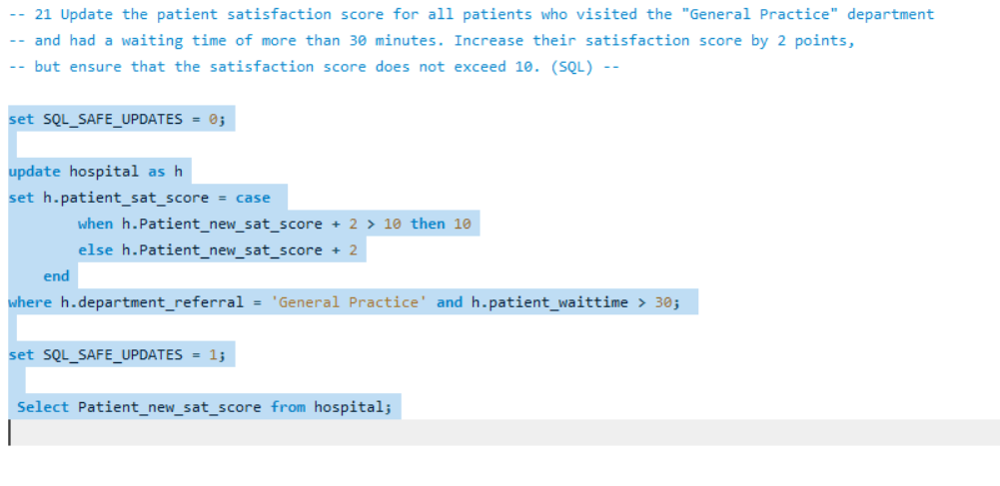 -- 21 Update the patient satisfaction score for all patients who visited the "General Practice" department
-- and had a waiting time of more than 30 minutes. Increase their satisfaction score by 2 points,
-- but ensure that the satisfaction score does not exceed 10. (SQL) --
set SQL_SAFE_UPDATES = 0;
update hospital as h
set h.patient_sat_score = case
when h.Patient_new_sat_score + 2 > 10 then 10
else h.Patient_new_sat_score + 2
end
where h.department_referral = 'General Practice' and h.patient_waittime > 30;
set SQL_SAFE_UPDATES = 1;
Select Patient_new_sat_score from hospital;